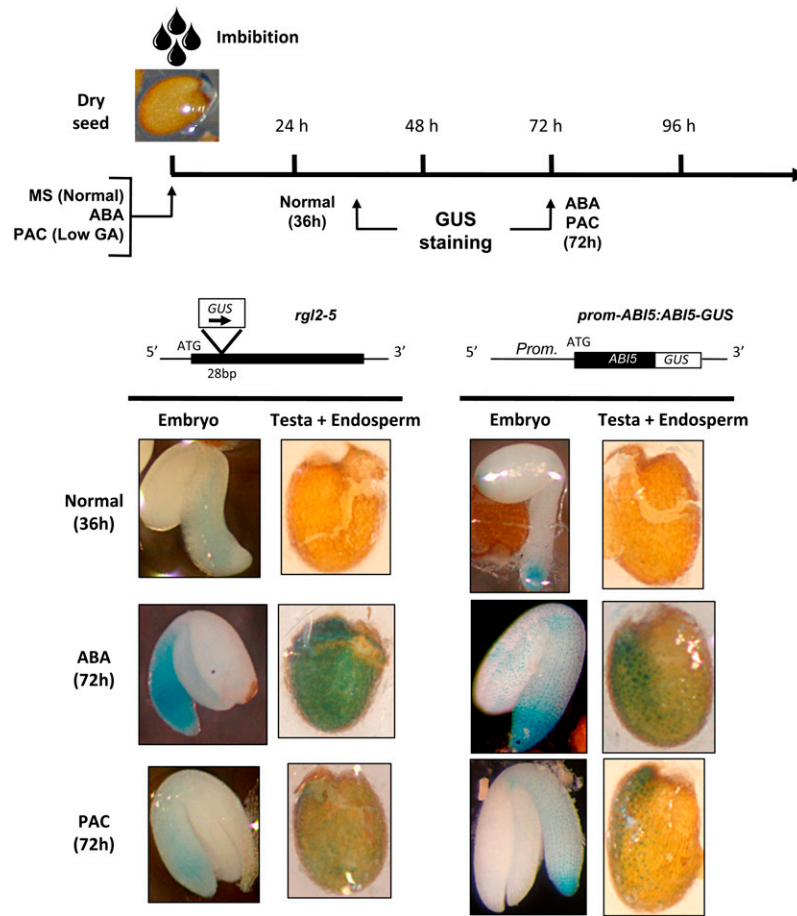 Imbibition
Dry
seed
24 h
48 h
72 h
96 h
MS (Normal)
ABA
PAC (Low GA)
Normal
(36h)
GUS
staining
ABA
PAC
(72h)
GUS
rgl2-5
prom-ABI5:ABI5-GUS
5’
ATG
3’
28bp
5’
Prom.
ATG
ABI5
GUS
3’
Embryo
Testa + Endosperm
Embryo
Testa + Endosperm
Normal
(36h)
ABA
(72h)
PAC
(72h)